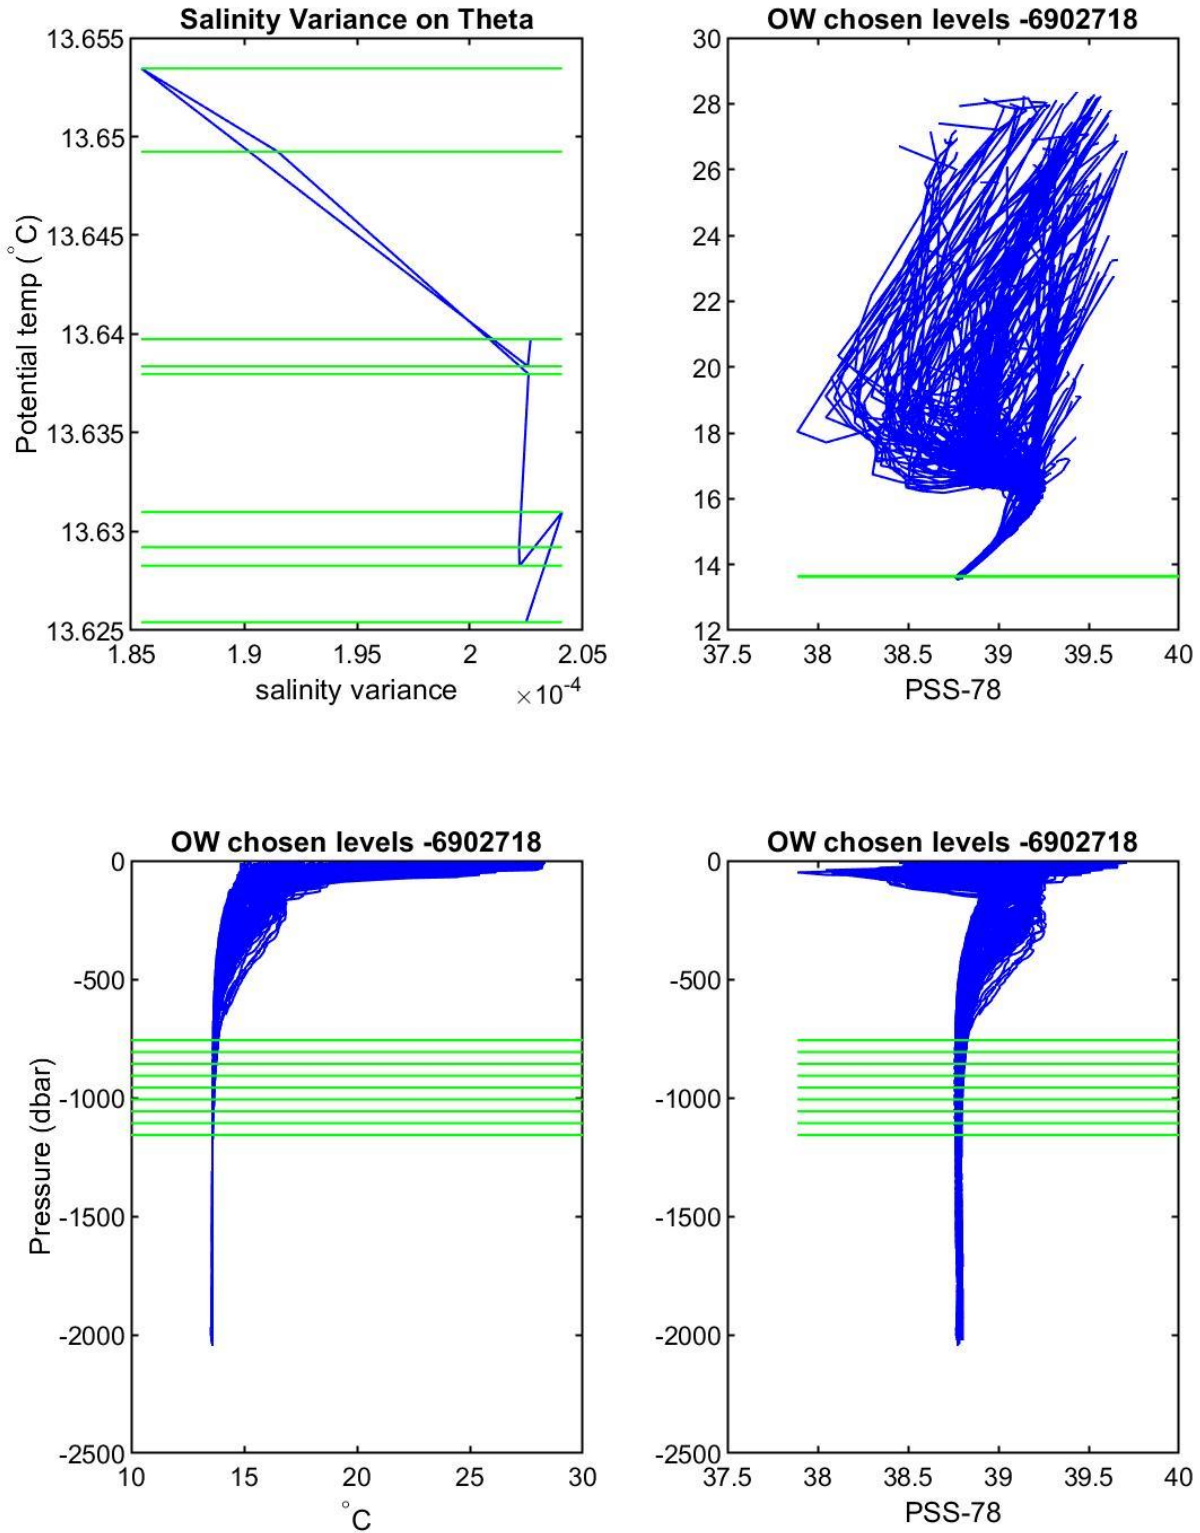 Salinity Variance on Theta
13.655
13.65
13.645
13.64
13.635
13.63
13.625
Potential temp (°C)
1.85 1.9 1.95 2 2.05
salinity variance ×10-4
OW chosen levels -6902718
30
28
26
24
22
20
18
16
14
12
37.5 38 38.5 39 39.5 40
PSS-78
OW chosen levels -6902718
0
-500
-1000
-1500
-2000
-2500
Pressure (dbar)
10 15 20 25 30
°C
OW chosen levels -6902718
0
-500
-1000
-1500
-2000
-2500
37.5 38 38.5 39 39.5 40
PSS-78